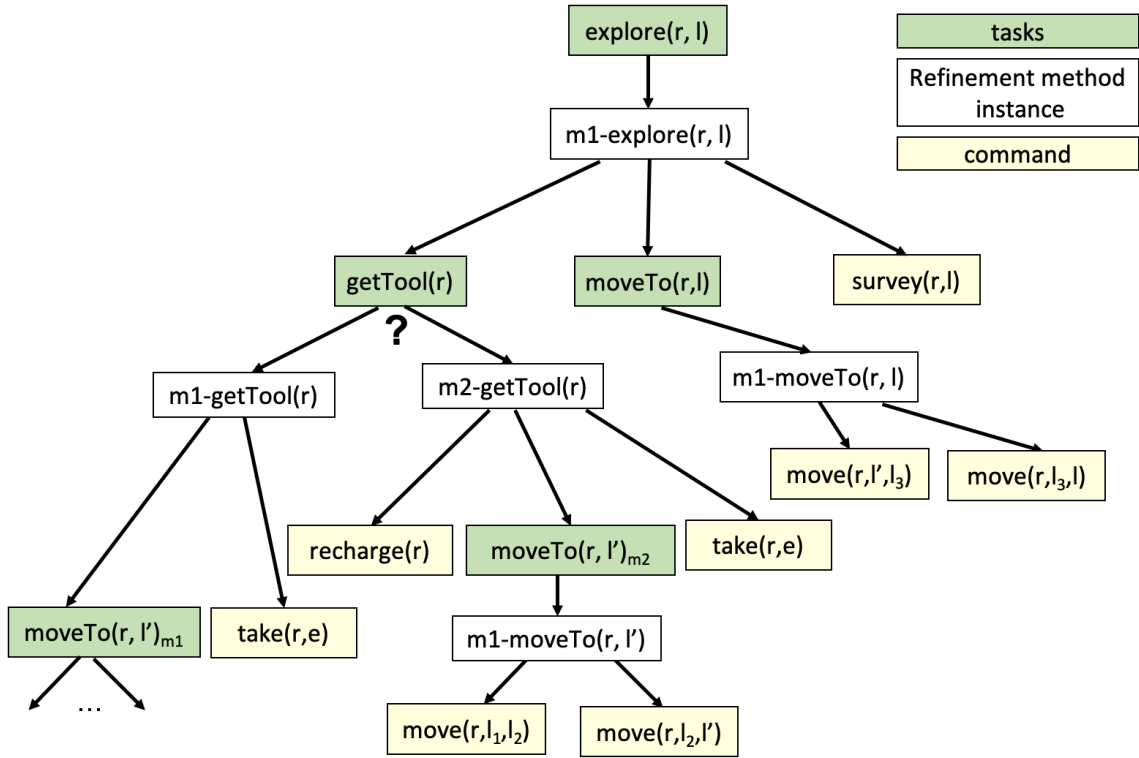 explore(r, l)
tasks
Refinement method
instance
m1-explore(r, l)
command
getTool(r)
moveTo(r,l)
survey(r,l)
?
m1-getTool(r)
m2-getTool(r)
m1-moveTo(r, l)
move(r,l’,l₃)
move(r,l₃,l)
recharge(r)
moveTo(r, l’)m2
take(r,e)
moveTo(r, l’)m1
take(r,e)
m1-moveTo(r, l’)
...
move(r,l₁,l₂)
move(r,l₂,l’)